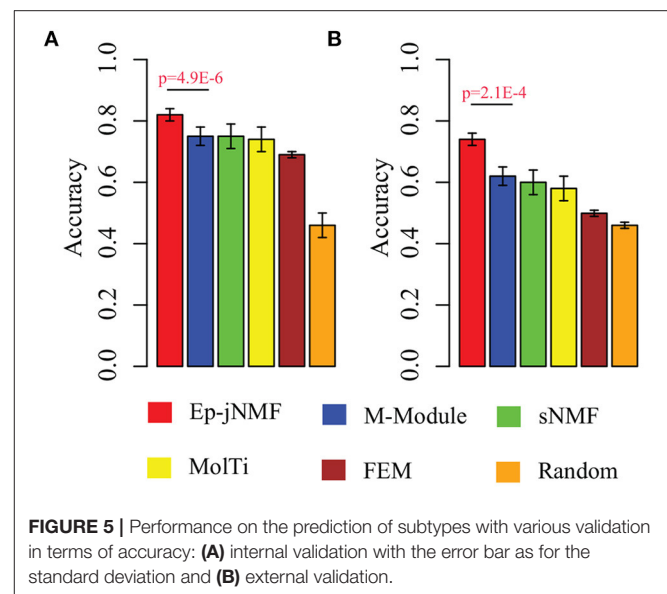 A
B
1.0
0.8
0.6
0.4
0.2
0.0
Accuracy
p=4.9E-6
1.0
0.8
0.6
0.4
0.2
0.0
Accuracy
p=2.1E-4
Ep-jNMF M-Module sNMF
MolTi FEM Random
FIGURE 5 | Performance on the prediction of subtypes with various validation
in terms of accuracy: (A) internal validation with the error bar as for the
standard deviation and (B) external validation.